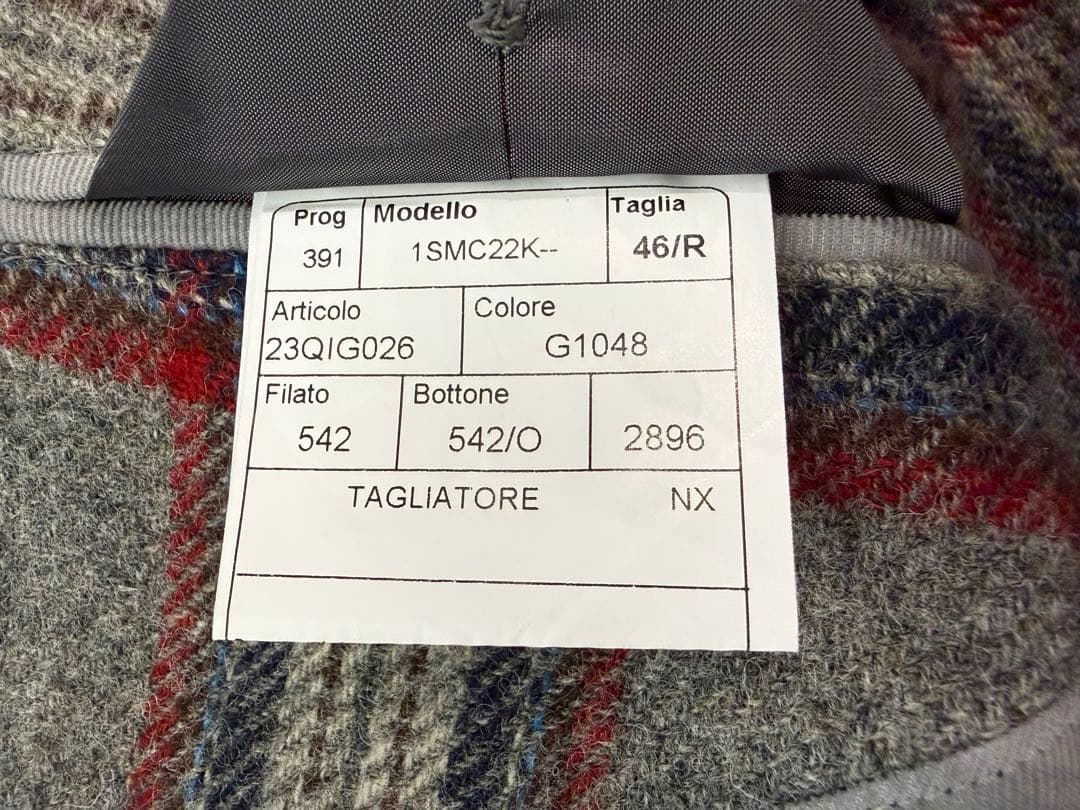 Prog Modello Taglia
391 1SMC22K-- 46/R
Articolo Colore
23QIG026 G1048
Filato Bottone
542 542/O 2896
TAGLIATORE NX